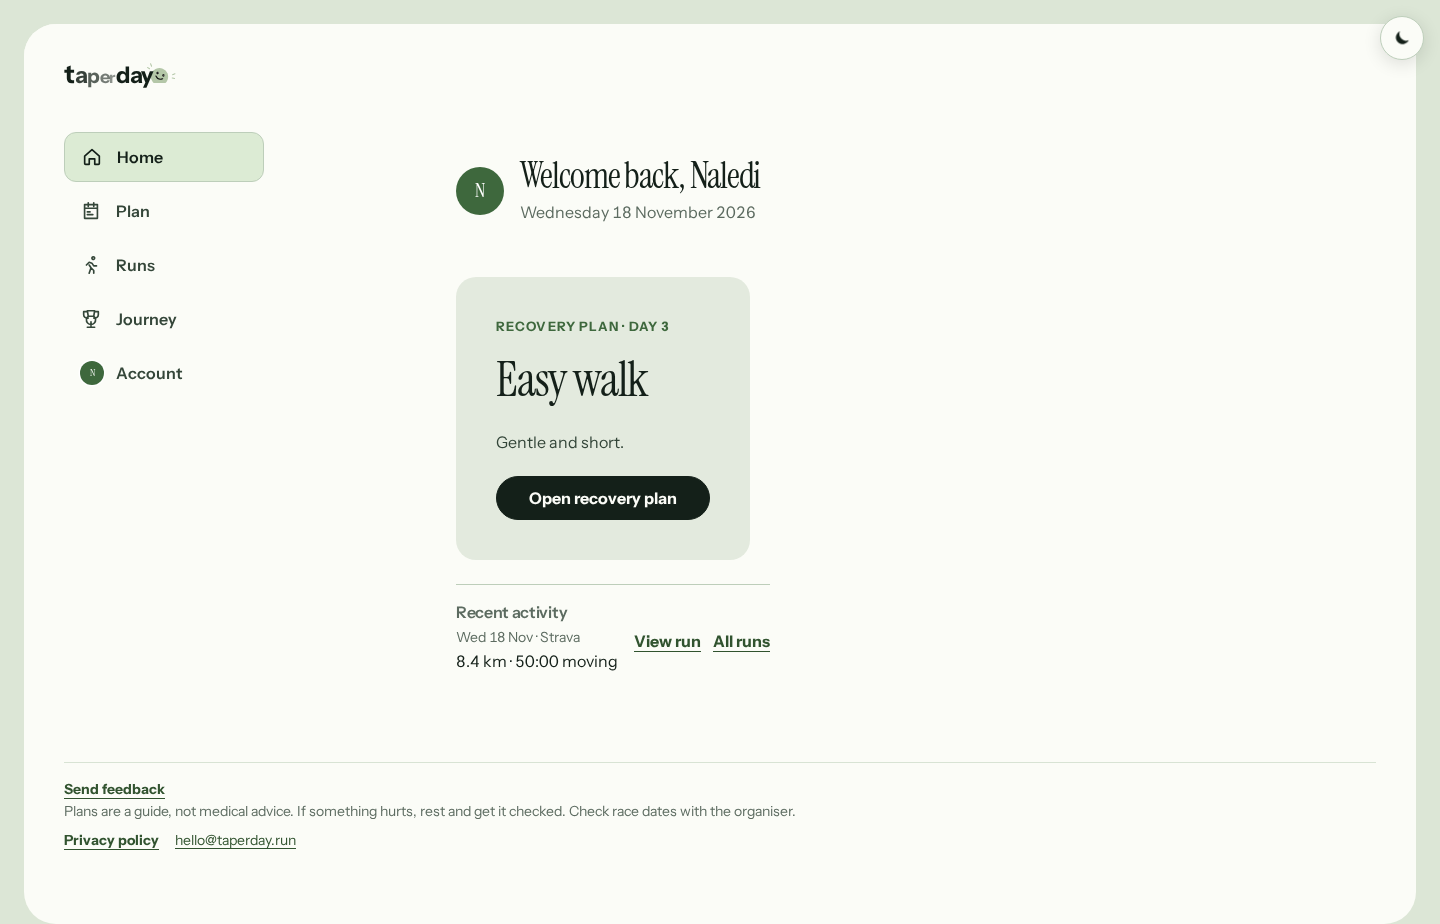 taperday
Home
Plan
Runs
Journey
N Account
N
Welcome back, Naledi
Wednesday 18 November 2026
RECOVERY PLAN · DAY 3
Easy walk
Gentle and short.
Open recovery plan
Recent activity
Wed 18 Nov · Strava
8.4 km · 50:00 moving
View run All runs
Send feedback
Plans are a guide, not medical advice. If something hurts, rest and get it checked. Check race dates with the organiser.
Privacy policy hello@taperday.run